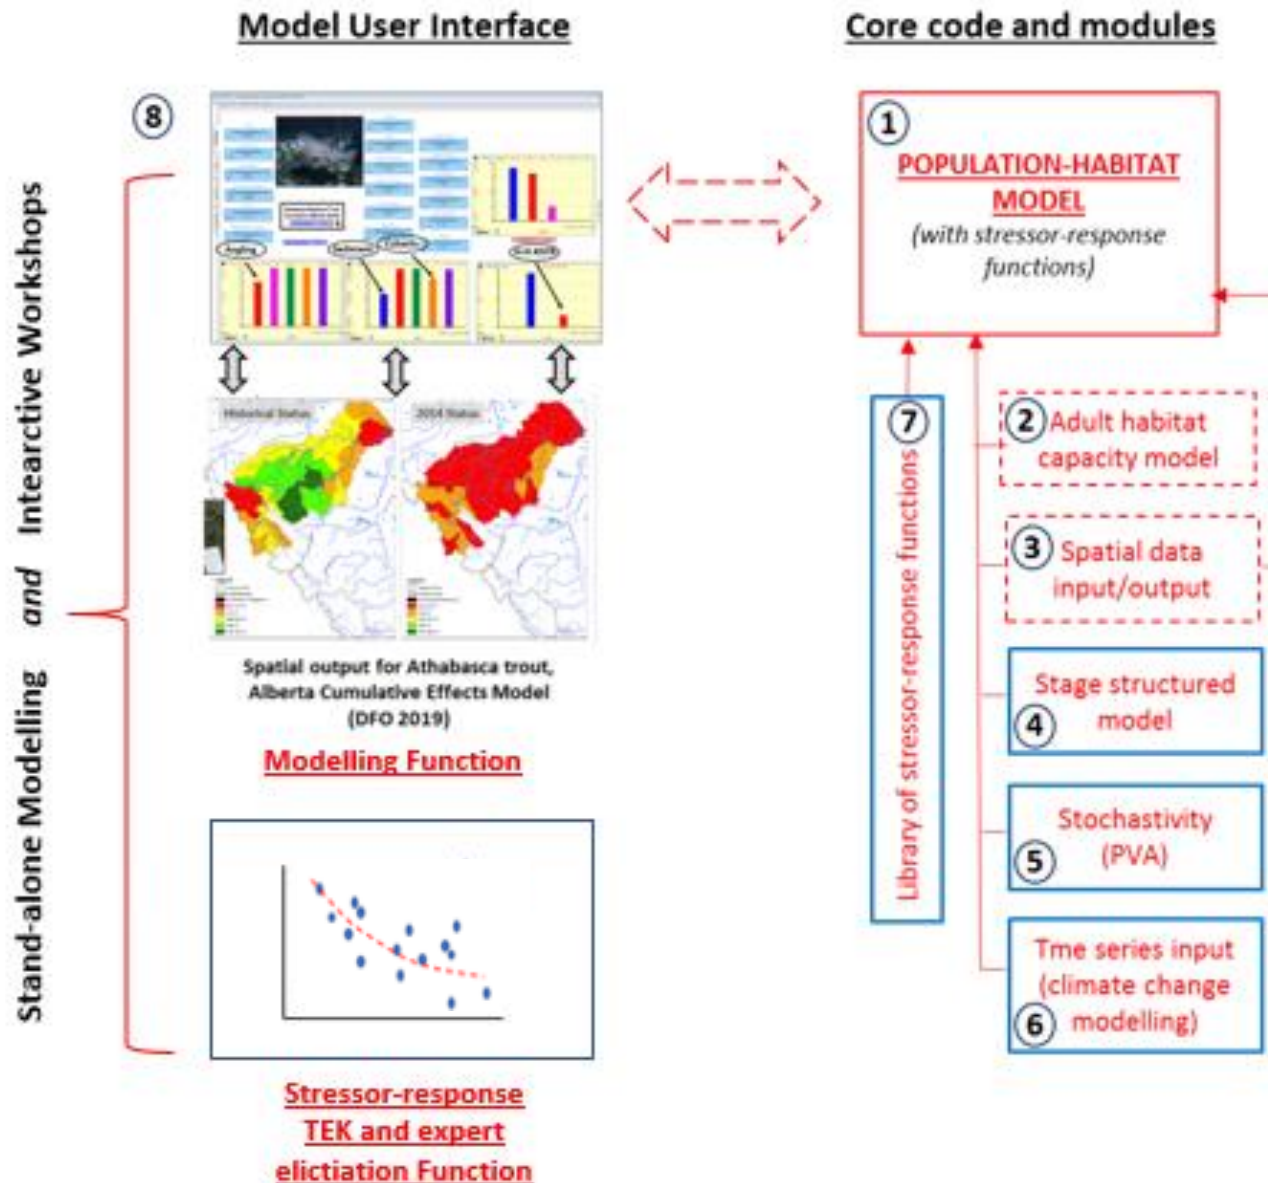 Model User Interface
Core code and modules
8
Angling
Historical Status
2014 Status
Spatial output for Athabasca trout,
Alberta Cumulative Effects Model
(DFO 2019)
Modelling Function
Stressor-response
TEK and expert
elictiation Function
Stand-alone Modelling and Intearctive Workshops
1
POPULATION-HABITAT
MODEL
(with stressor-response
functions)
7
Library of stressor-response functions
2
Adult habitat
capacity model
3
Spatial data
input/output
Stage structured
model
4
Stochastivity
(PVA)
5
Tme series input
(climate change
modelling)
6